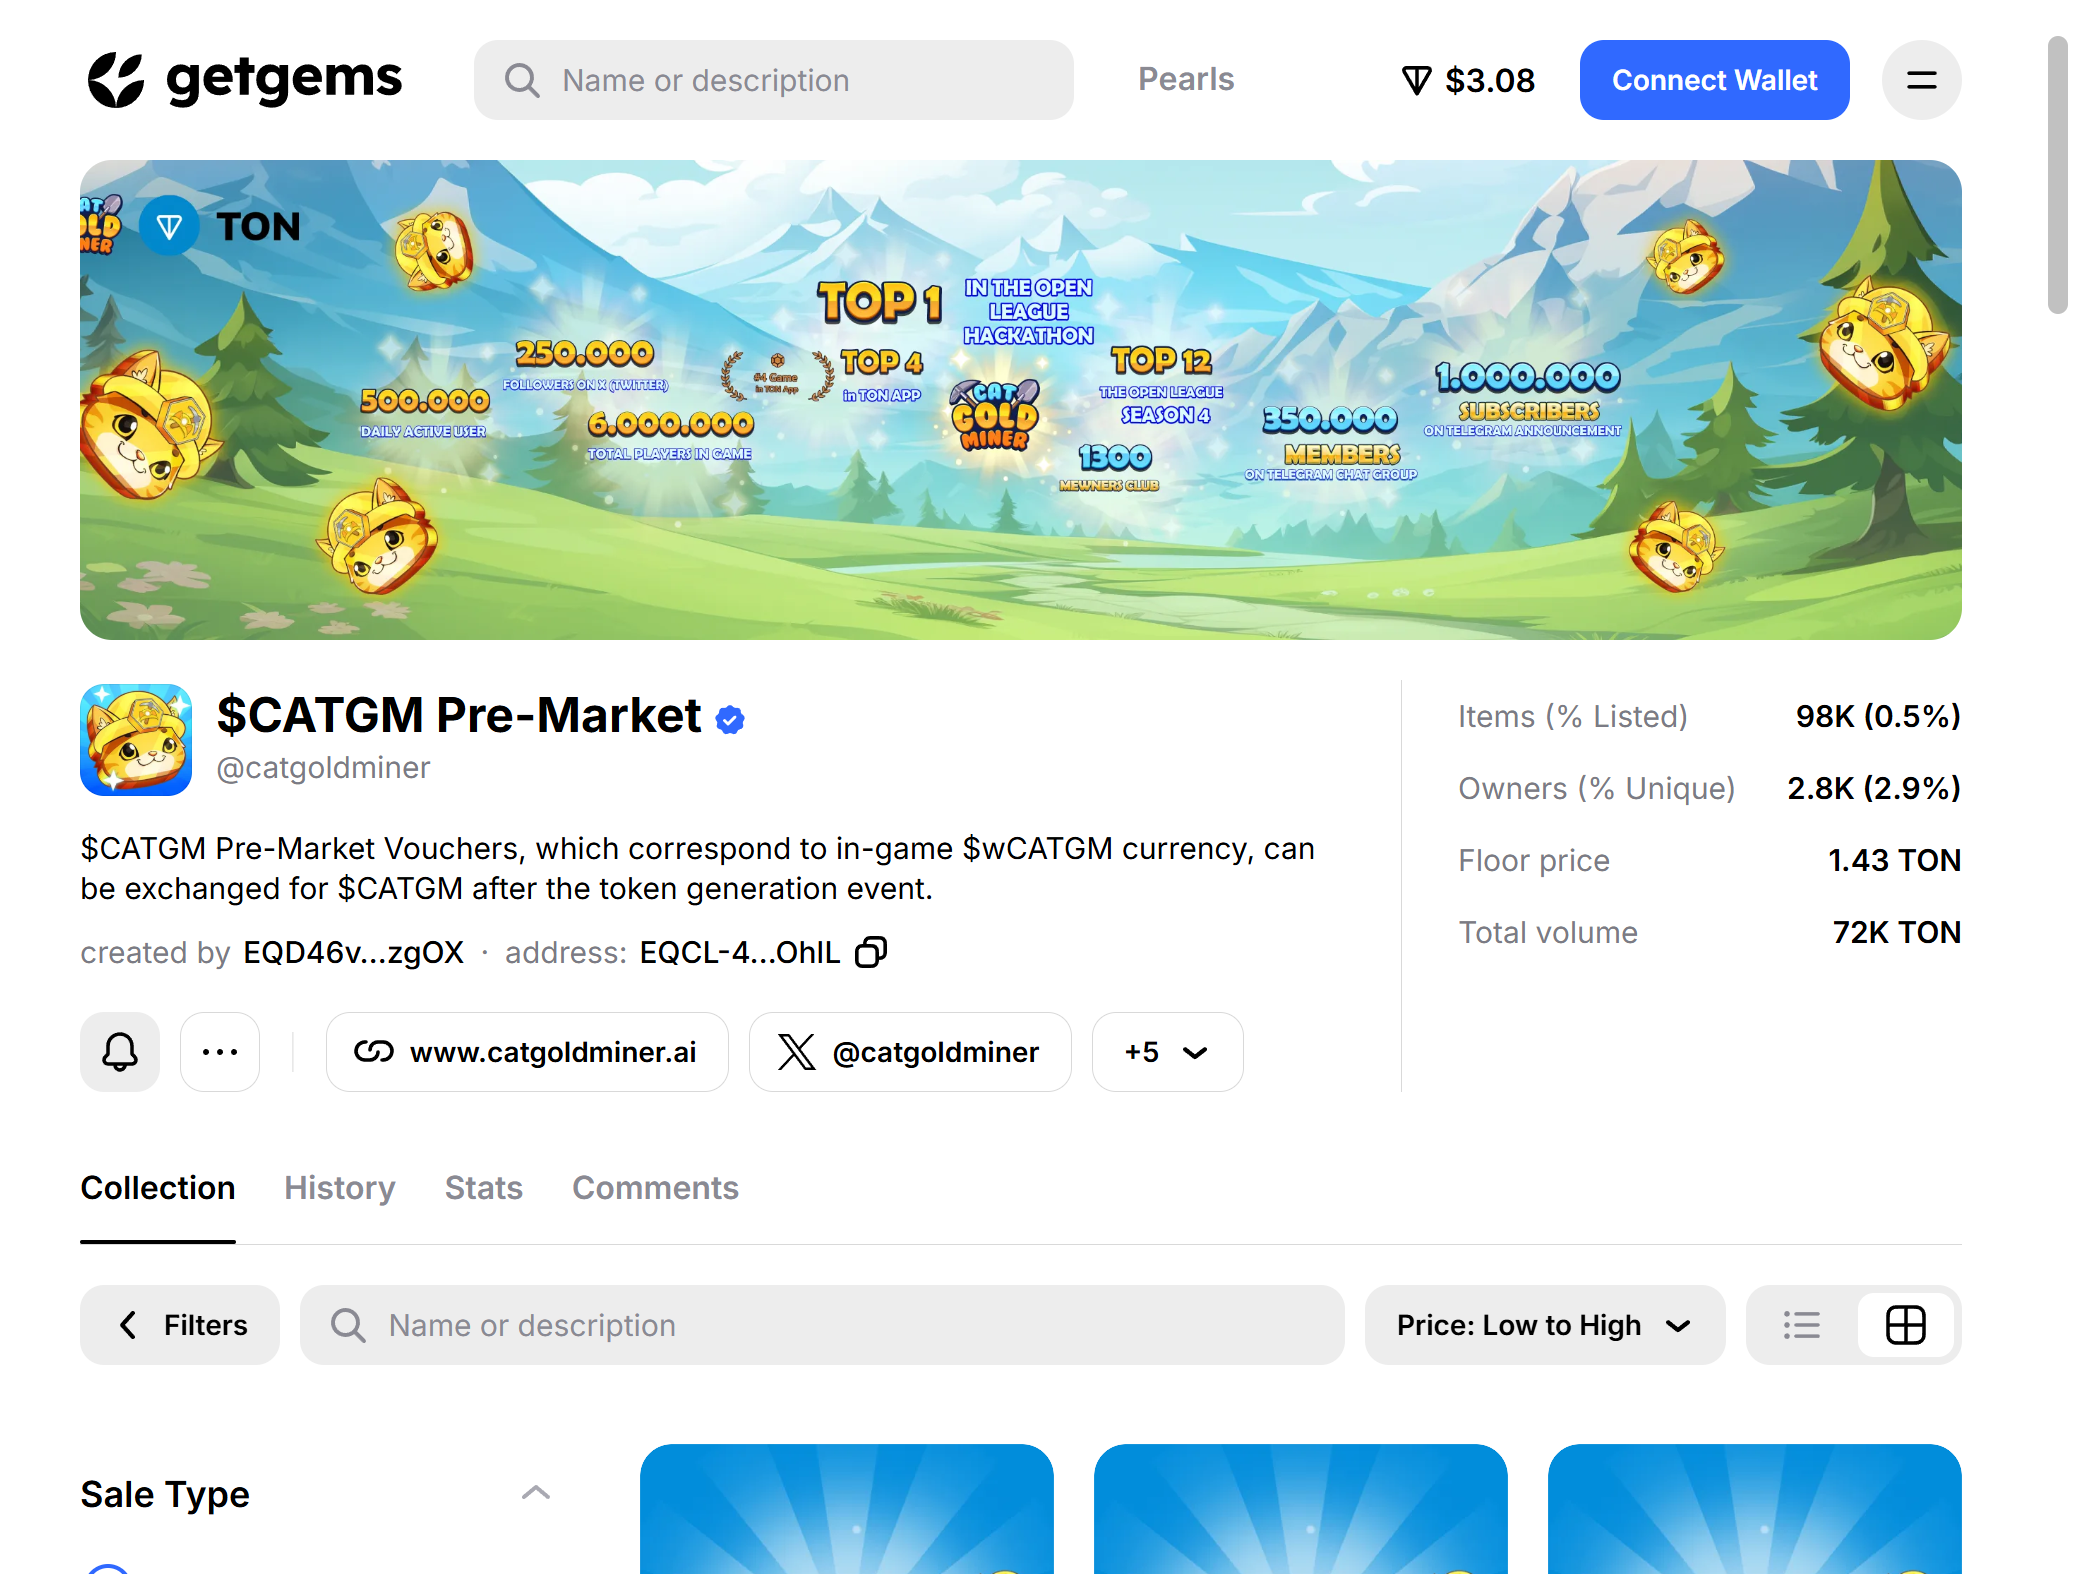 getgems
Name or description
Pearls
$3.08
Connect Wallet
TON
TOP 1
IN THE OPEN
LEAGUE
HACKATHON
250.000
FOLLOWERS ON X (TWITTER)
#4 Game
in TON App
TOP 4
in TON APP
TOP 12
THE OPEN LEAGUE
SEASON 4
1.000.000
SUBSCRIBERS
ON TELEGRAM ANNOUNCEMENT
500.000
DAILY ACTIVE USER
6.000.000
TOTAL PLAYERS IN GAME
CAT
GOLD
MINER
1300
MEWNERS CLUB
350.000
MEMBERS
ON TELEGRAM CHAT GROUP
$CATGM Pre-Market
@catgoldminer
$CATGM Pre-Market Vouchers, which correspond to in-game $wCATGM currency, can
be exchanged for $CATGM after the token generation event.
created by EQD46v...zgOX · address: EQCL-4...OhlL
www.catgoldminer.ai
@catgoldminer
+5
Items (% Listed) 98K (0.5%)
Owners (% Unique) 2.8K (2.9%)
Floor price 1.43 TON
Total volume 72K TON
Collection
History
Stats
Comments
Filters
Name or description
Price: Low to High
Sale Type